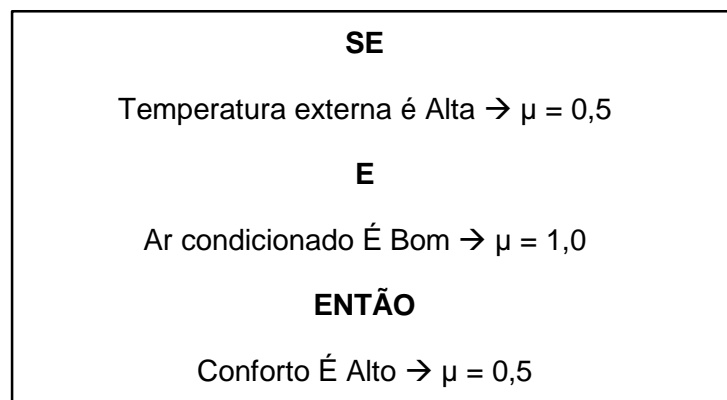 SE
Temperatura externa é Alta → µ = 0,5
E
Ar condicionado É Bom → µ = 1,0
ENTÃO
Conforto É Alto → µ = 0,5